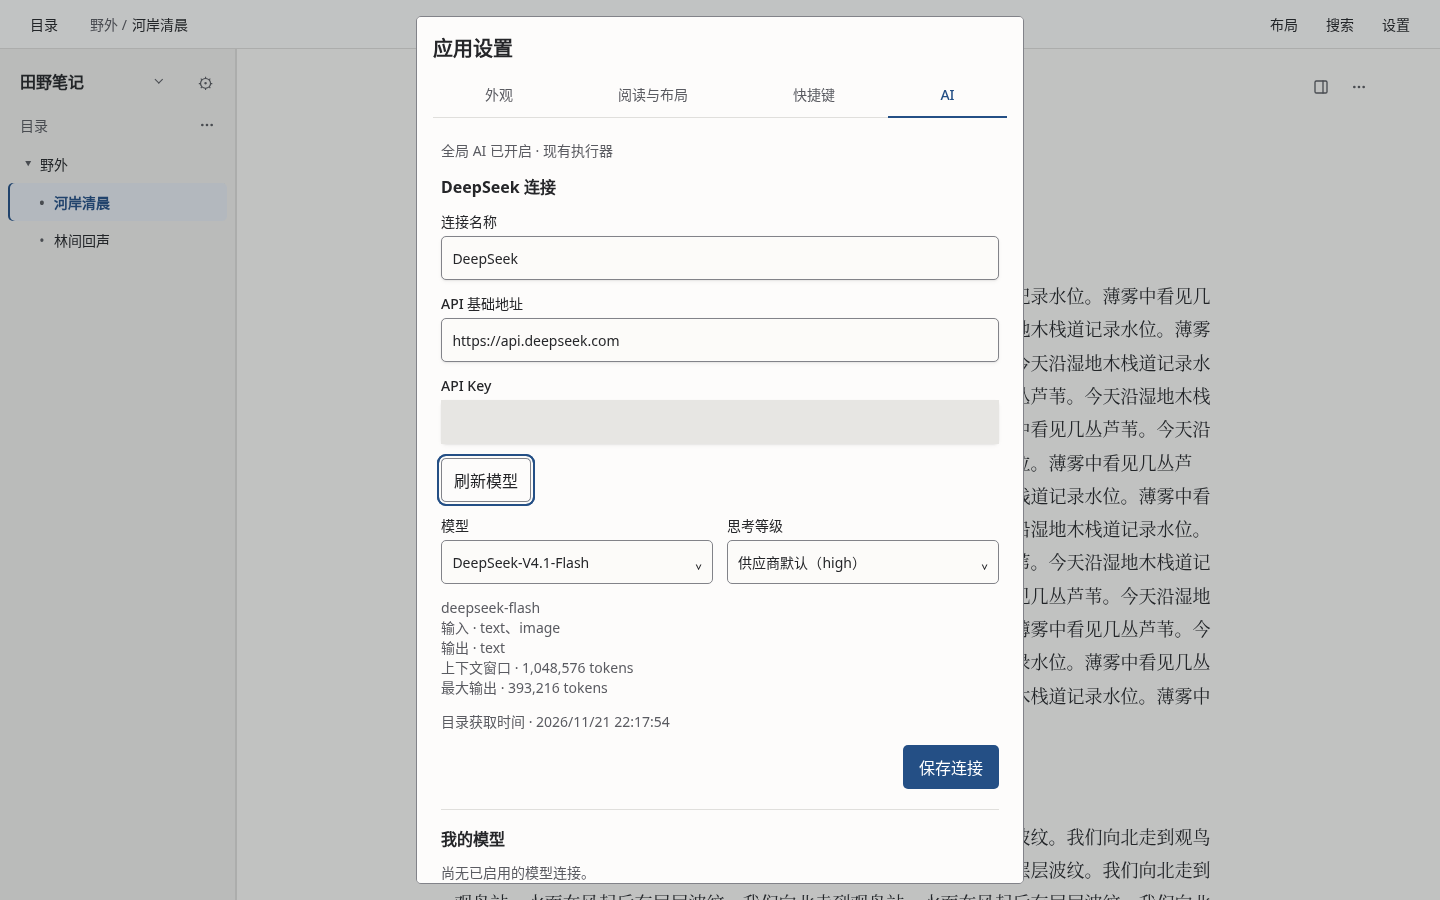 目录
野外 / 河岸清晨
布局
搜索
设置
田野笔记
目录
野外
河岸清晨
林间回声
应用设置
外观
阅读与布局
快捷键
AI
全局 AI 已开启 · 现有执行器
DeepSeek 连接
连接名称
DeepSeek
API 基础地址
https://api.deepseek.com
API Key
刷新模型
模型
思考等级
DeepSeek-V4.1-Flash
供应商默认（high）
deepseek-flash
输入 · text、image
输出 · text
上下文窗口 · 1,048,576 tokens
最大输出 · 393,216 tokens
目录获取时间 · 2026/11/21 22:17:54
保存连接
我的模型
尚无已启用的模型连接。
记录水位。薄雾中看见几
木栈道记录水位。薄雾
今天沿湿地木栈道记录水
丛芦苇。今天沿湿地木栈
中看见几丛芦苇。今天沿
位。薄雾中看见几丛芦
栈道记录水位。薄雾中看
沿湿地木栈道记录水位。
苇。今天沿湿地木栈道记
见几丛芦苇。今天沿湿地
薄雾中看见几丛芦苇。今
录水位。薄雾中看见几丛
木栈道记录水位。薄雾中
波纹。我们向北走到观鸟
层层波纹。我们向北走到